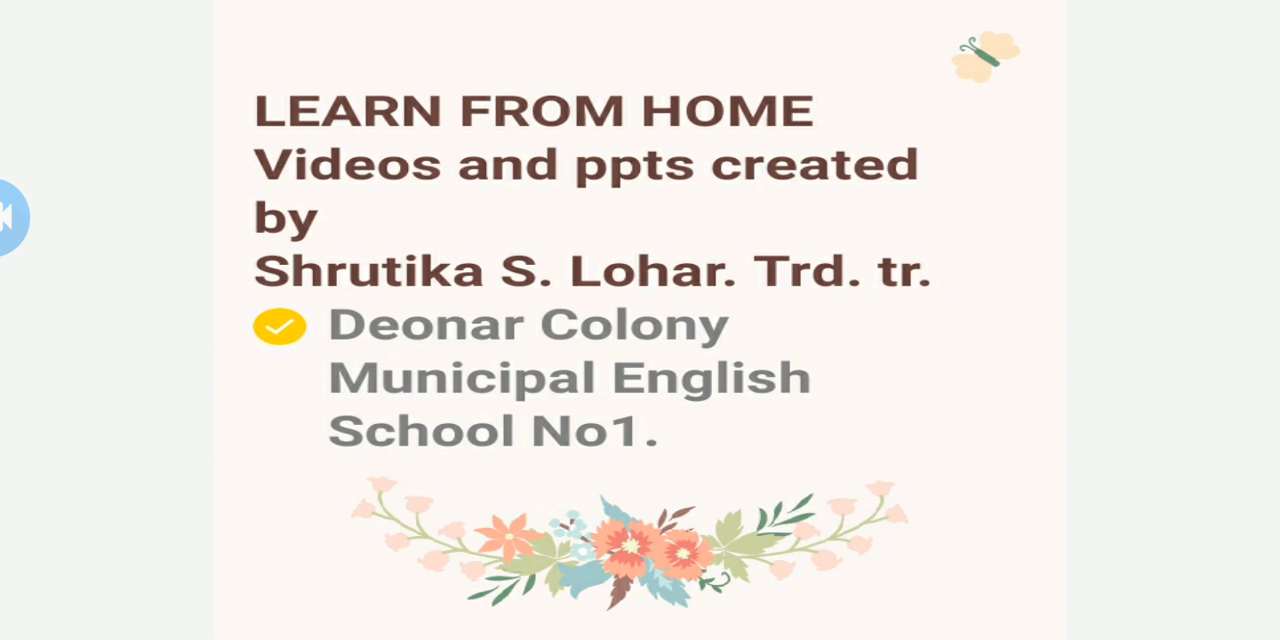 LEARN FROM HOME
Videos and ppts created
by
Shrutika S. Lohar. Trd. tr.
Deonar Colony
Municipal English
School No1.